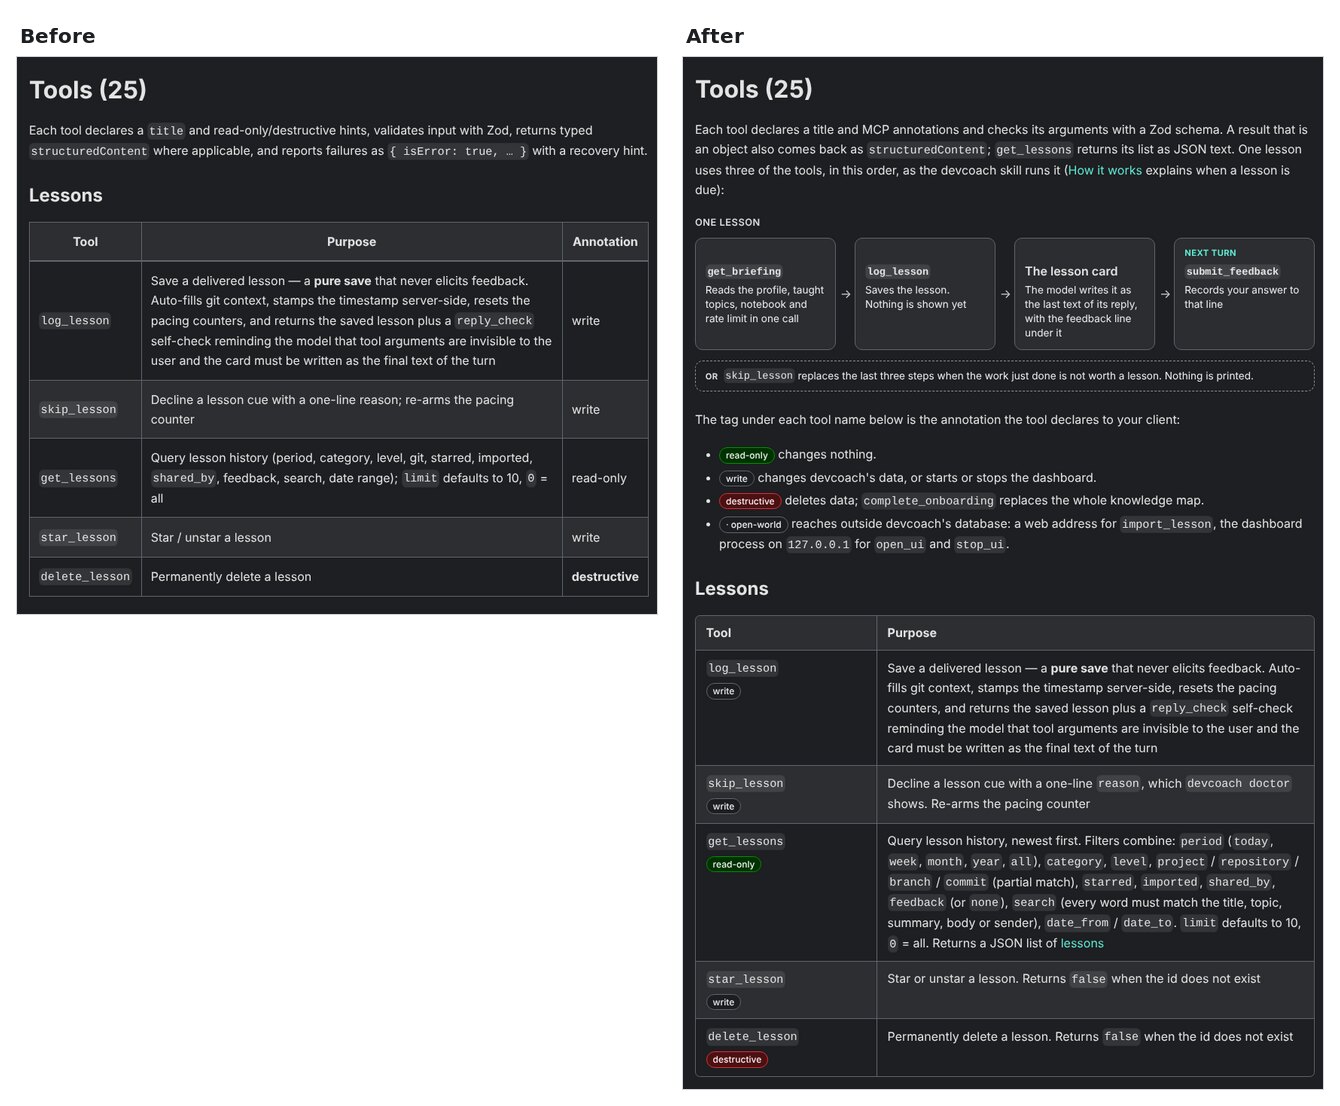 Before
Tools (25)
Each tool declares a title and read-only/destructive hints, validates input with Zod, returns typed
structuredContent where applicable, and reports failures as { isError: true, … } with a recovery hint.
Lessons
Tool Purpose Annotation
log_lesson
Save a delivered lesson — a pure save that never elicits feedback.
Auto-fills git context, stamps the timestamp server-side, resets the
pacing counters, and returns the saved lesson plus a reply_check
self-check reminding the model that tool arguments are invisible to the
user and the card must be written as the final text of the turn
write
skip_lesson
Decline a lesson cue with a one-line reason; re-arms the pacing
counter
write
get_lessons
Query lesson history (period, category, level, git, starred, imported,
shared_by, feedback, search, date range); limit defaults to 10, 0 =
all
read-only
star_lesson Star / unstar a lesson write
delete_lesson Permanently delete a lesson destructive
After
Tools (25)
Each tool declares a title and MCP annotations and checks its arguments with a Zod schema. A result that is
an object also comes back as structuredContent; get_lessons returns its list as JSON text. One lesson
uses three of the tools, in this order, as the devcoach skill runs it (How it works explains when a lesson is
due):
ONE LESSON
get_briefing
Reads the profile, taught
topics, notebook and
rate limit in one call
→
log_lesson
Saves the lesson.
Nothing is shown yet
→
The lesson card
The model writes it as
the last text of its reply,
with the feedback line
under it
→
NEXT TURN
submit_feedback
Records your answer to
that line
OR skip_lesson replaces the last three steps when the work just done is not worth a lesson. Nothing is printed.
The tag under each tool name below is the annotation the tool declares to your client:
• read-only changes nothing.
• write changes devcoach's data, or starts or stops the dashboard.
• destructive deletes data; complete_onboarding replaces the whole knowledge map.
• · open-world reaches outside devcoach's database: a web address for import_lesson, the dashboard
process on 127.0.0.1 for open_ui and stop_ui.
Lessons
Tool Purpose
log_lesson
write
Save a delivered lesson — a pure save that never elicits feedback. Auto-
fills git context, stamps the timestamp server-side, resets the pacing
counters, and returns the saved lesson plus a reply_check self-check
reminding the model that tool arguments are invisible to the user and the
card must be written as the final text of the turn
skip_lesson
write
Decline a lesson cue with a one-line reason, which devcoach doctor
shows. Re-arms the pacing counter
get_lessons
read-only
Query lesson history, newest first. Filters combine: period (today,
week, month, year, all), category, level, project / repository /
branch / commit (partial match), starred, imported, shared_by,
feedback (or none), search (every word must match the title, topic,
summary, body or sender), date_from / date_to. limit defaults to 10,
0 = all. Returns a JSON list of lessons
star_lesson
write
Star or unstar a lesson. Returns false when the id does not exist
delete_lesson
destructive
Permanently delete a lesson. Returns false when the id does not exist